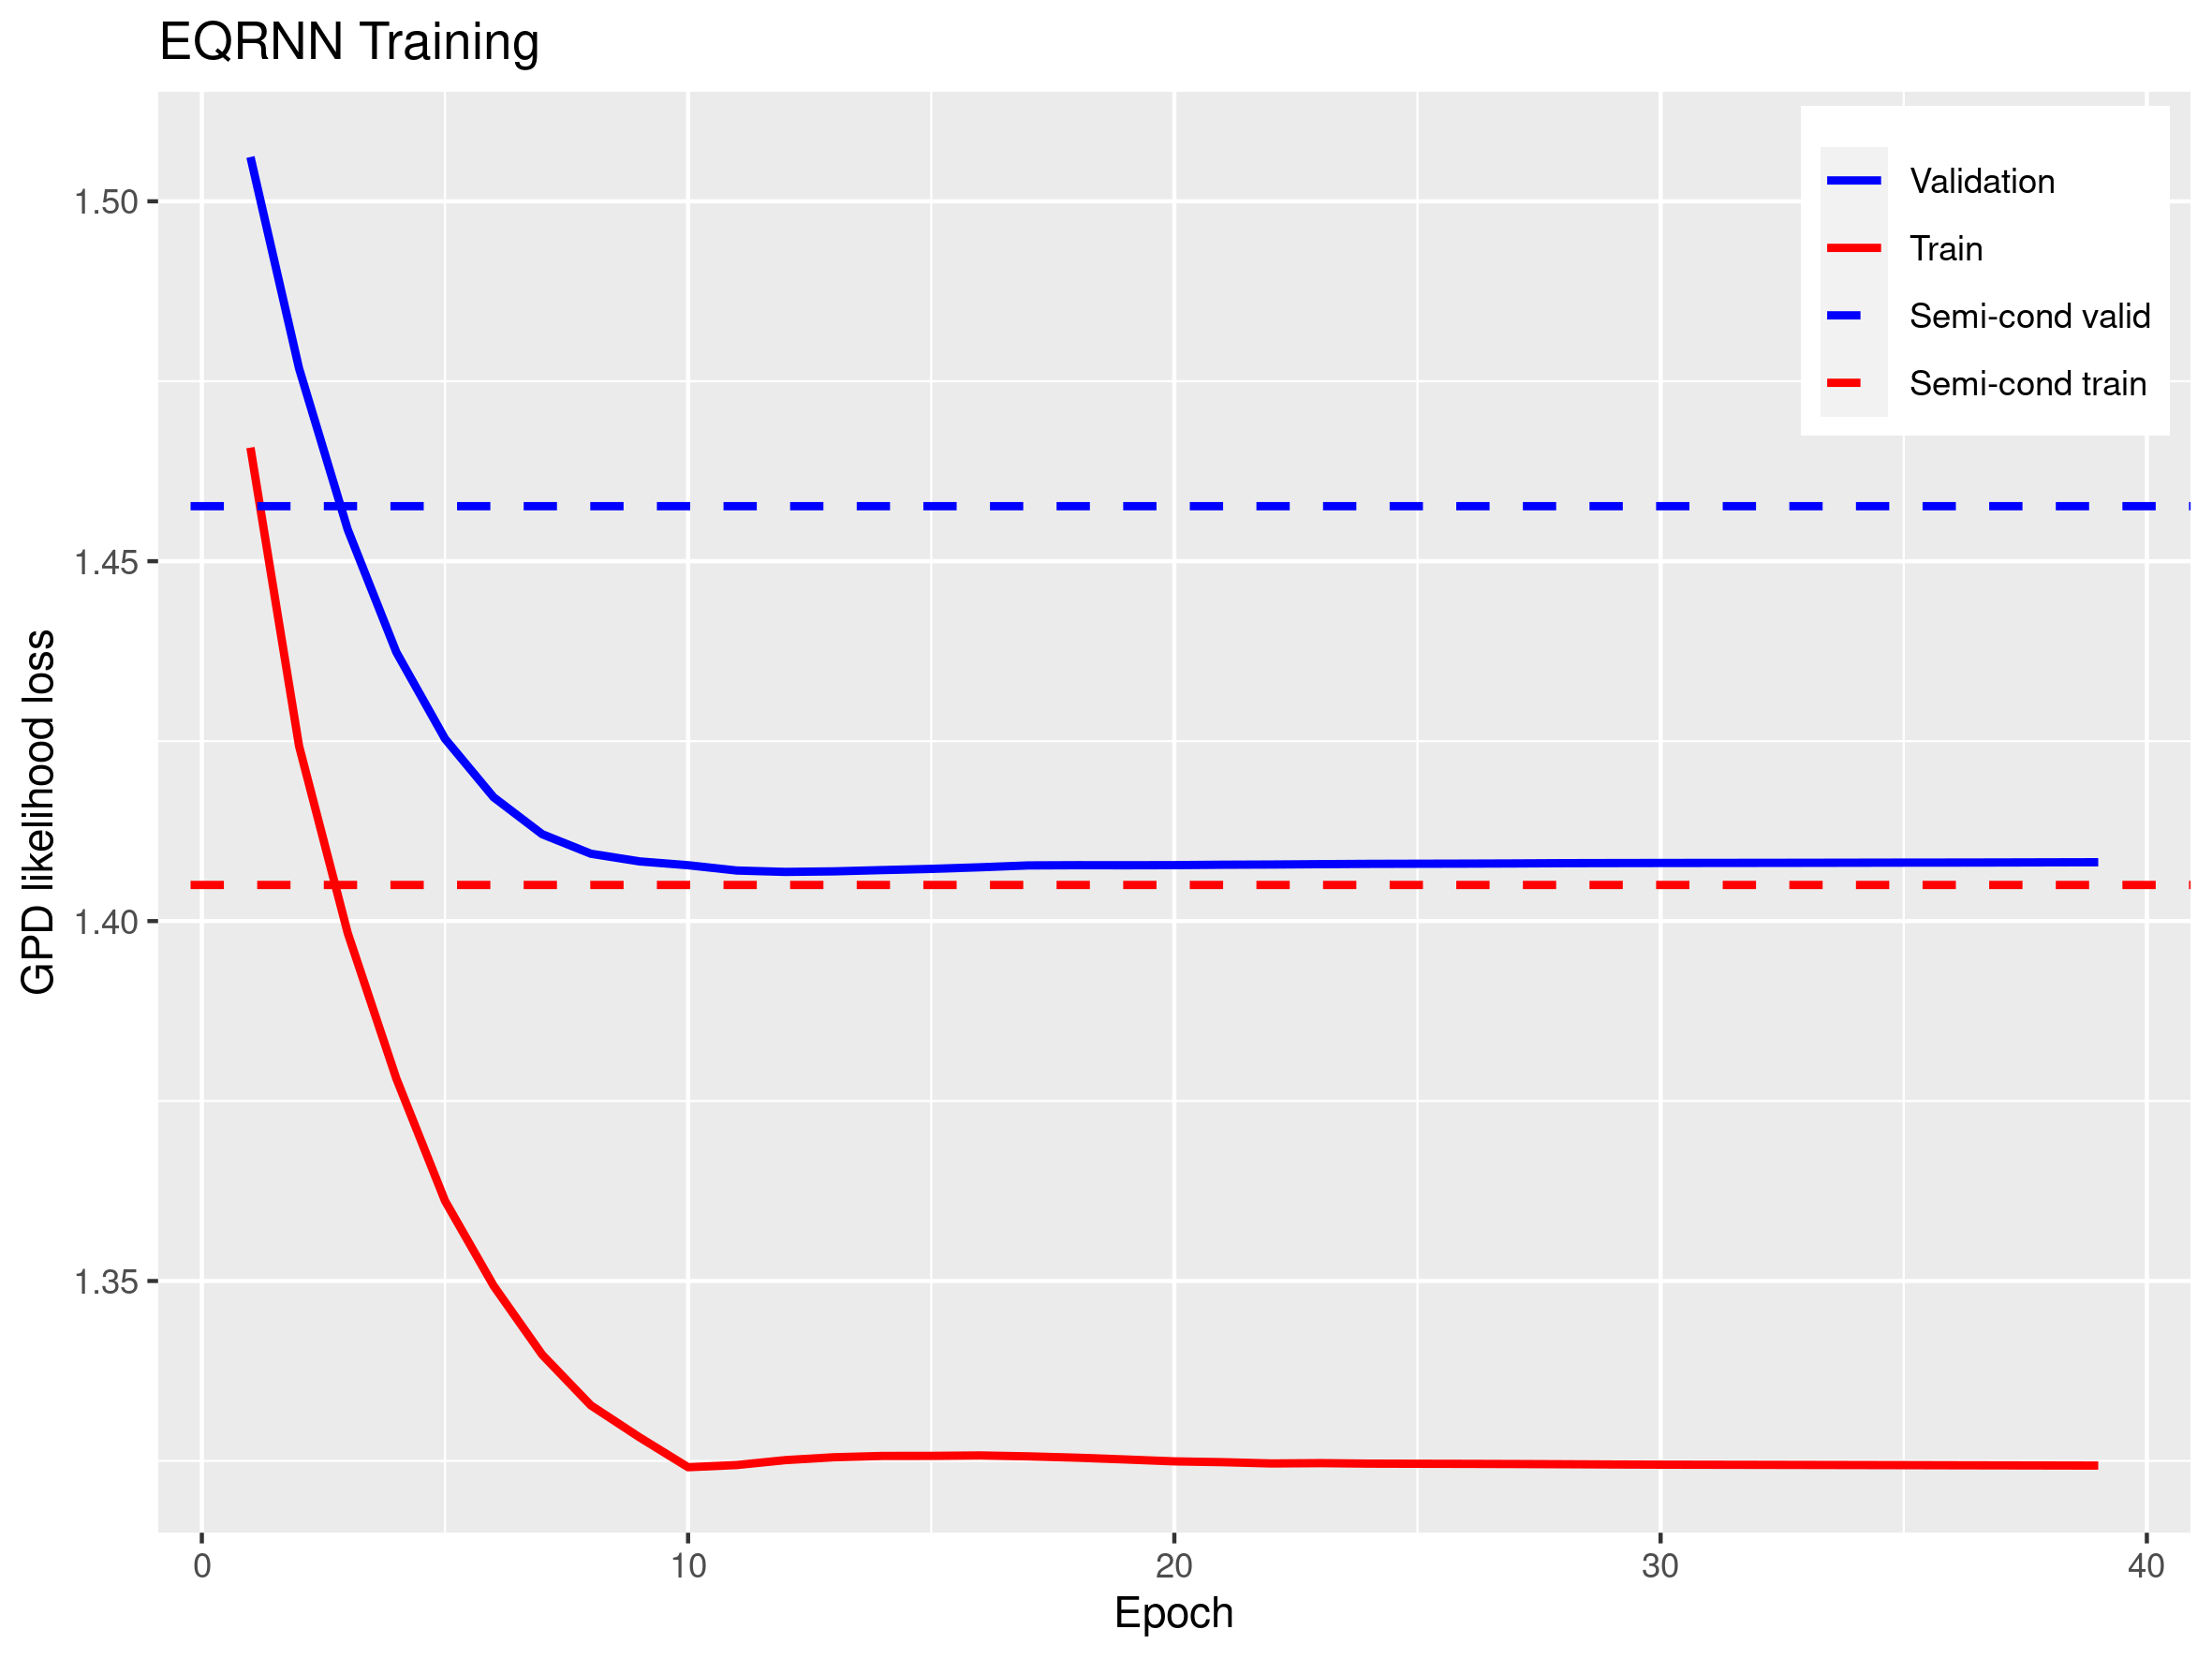 EQRNN Training
Validation
Train
Semi-cond valid
Semi-cond train
GPD likelihood loss
1.50
1.45
1.40
1.35
0 10 20 30 40
Epoch